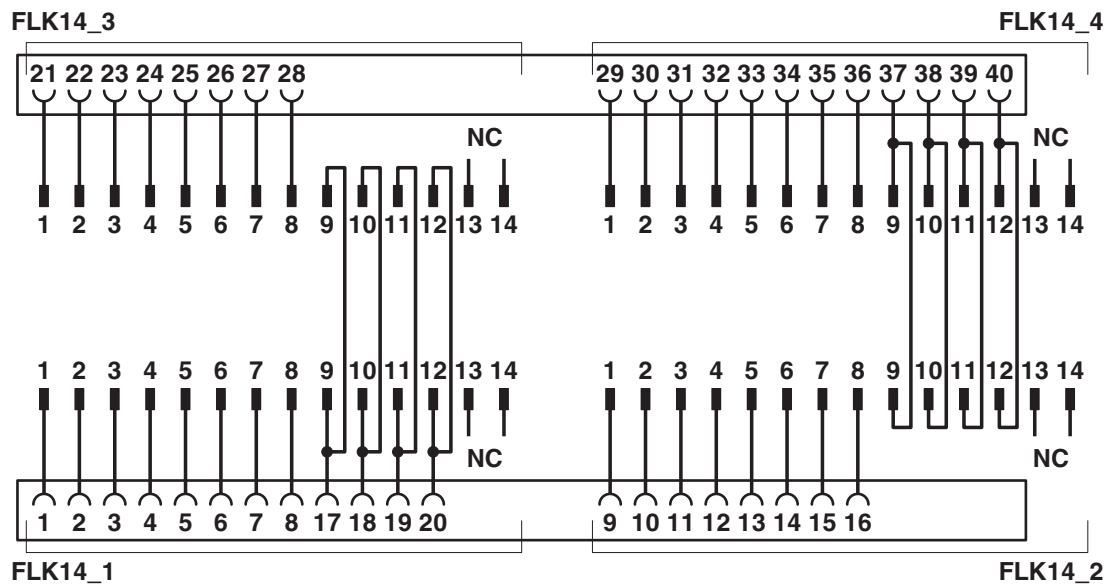 FLK14_3 FLK14_4
21 22 23 24 25 26 27 28 29 30 31 32 33 34 35 36 37 38 39 40
NC NC
1 2 3 4 5 6 7 8 9 10 11 12 13 14 1 2 3 4 5 6 7 8 9 10 11 12 13 14
1 2 3 4 5 6 7 8 9 10 11 12 13 14 1 2 3 4 5 6 7 8 9 10 11 12 13 14
NC NC
1 2 3 4 5 6 7 8 17 18 19 20 9 10 11 12 13 14 15 16
FLK14_1 FLK14_2